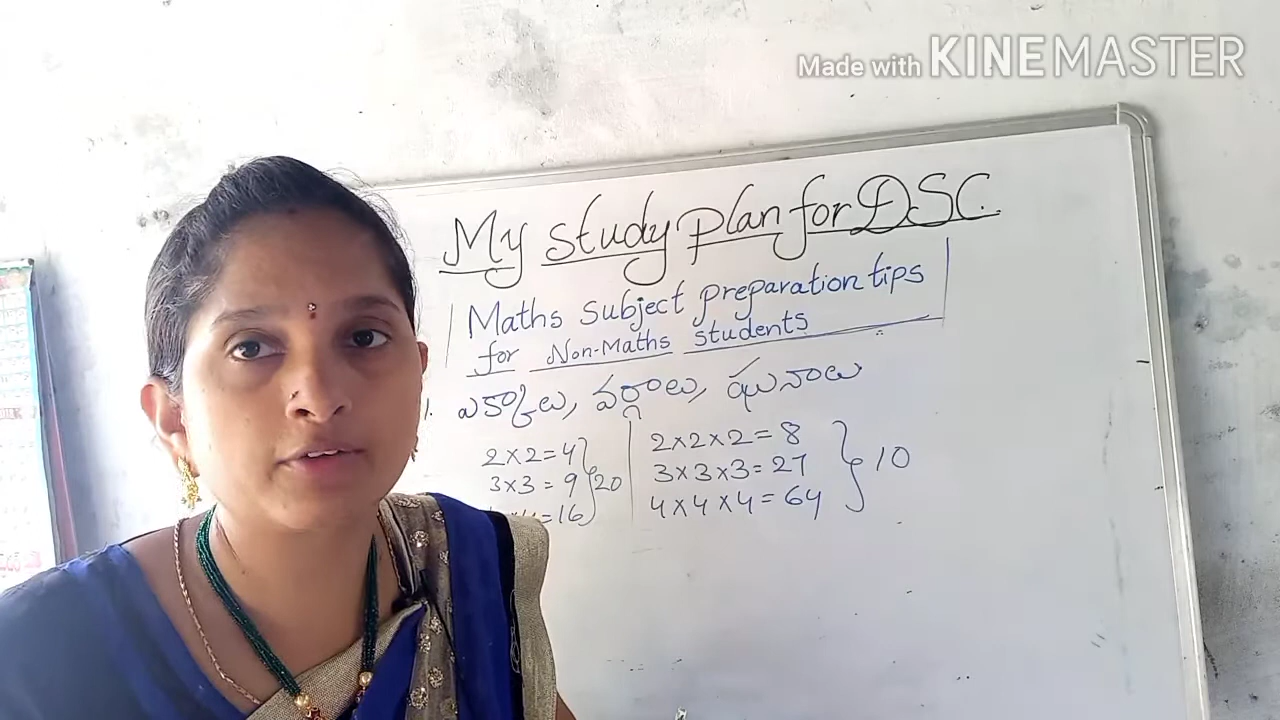 Made with KINEMASTER
My study plan for DSC.
Maths subject preparation tips
for Non-Maths students
1. ఎక్కాలు, వర్గాలు, ఘనాలు
2×2=4
3×3=9
=16
20
2×2×2=8
3×3×3=27
4×4×4=64
10